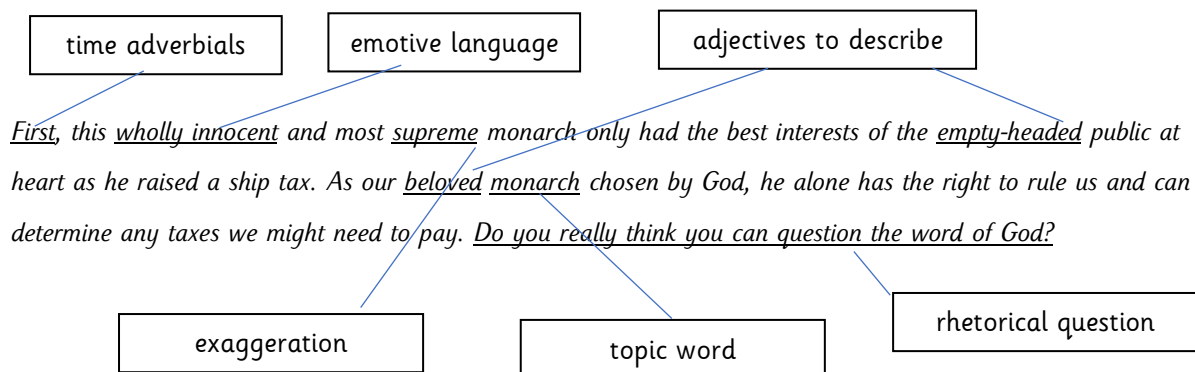 time adverbials
emotive language
adjectives to describe
First, this wholly innocent and most supreme monarch only had the best interests of the empty-headed public at
heart as he raised a ship tax. As our beloved monarch chosen by God, he alone has the right to rule us and can
determine any taxes we might need to pay. Do you really think you can question the word of God?
exaggeration
topic word
rhetorical question